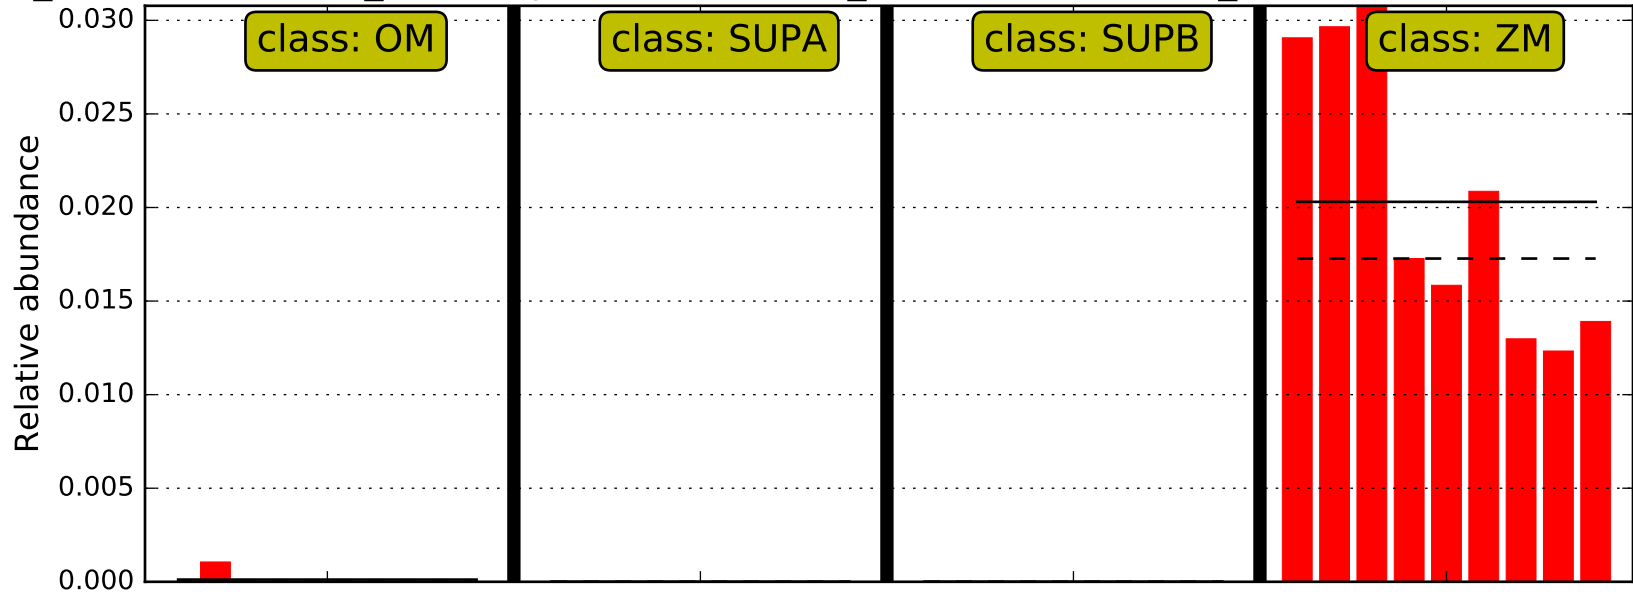 0.030
0.025
0.020
0.015
0.010
0.005
0.000
Relative abundance
class: OM
class: SUPA
class: SUPB
class: ZM